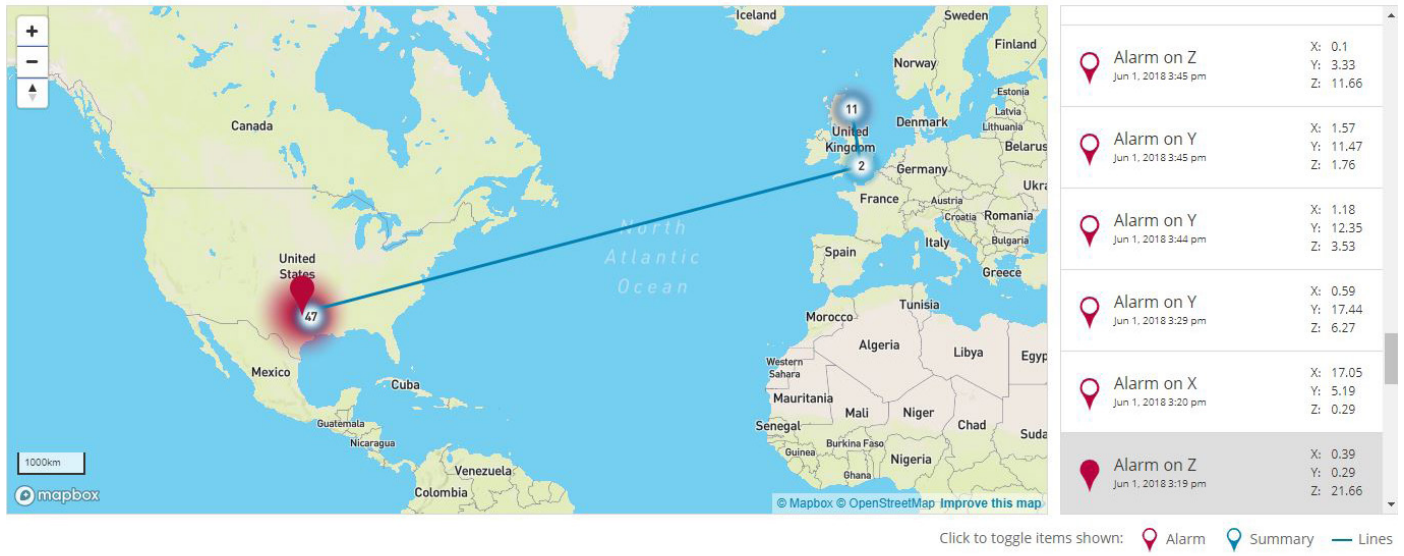 +
−
Iceland
Sweden
Finland
Norway
Estonia
Latvia
Lithuania
Denmark
Belarus
Canada
11
United
Kingdom
2
Germany
Ukra
France
Austria
Croatia
Romania
Italy
Bulgaria
Spain
Greece
North
Atlantic
Ocean
United
States
47
Tunisia
Morocco
Algeria
Libya
Egyp
Western
Sahara
Mexico
Cuba
Mauritania
Mali
Niger
Chad
Suda
Senegal
Guatemala
Nicaragua
Burkina Faso
Guinea
Nigeria
Ghana
Venezuela
Colombia
1000km
mapbox
© Mapbox © OpenStreetMap Improve this map
Alarm on Z
Jun 1, 2018 3:45 pm
X: 0.1
Y: 3.33
Z: 11.66
Alarm on Y
Jun 1, 2018 3:45 pm
X: 1.57
Y: 11.47
Z: 1.76
Alarm on Y
Jun 1, 2018 3:44 pm
X: 1.18
Y: 12.35
Z: 3.53
Alarm on Y
Jun 1, 2018 3:29 pm
X: 0.59
Y: 17.44
Z: 6.27
Alarm on X
Jun 1, 2018 3:20 pm
X: 17.05
Y: 5.19
Z: 0.29
Alarm on Z
Jun 1, 2018 3:19 pm
X: 0.39
Y: 0.29
Z: 21.66
Click to toggle items shown: Alarm Summary Lines